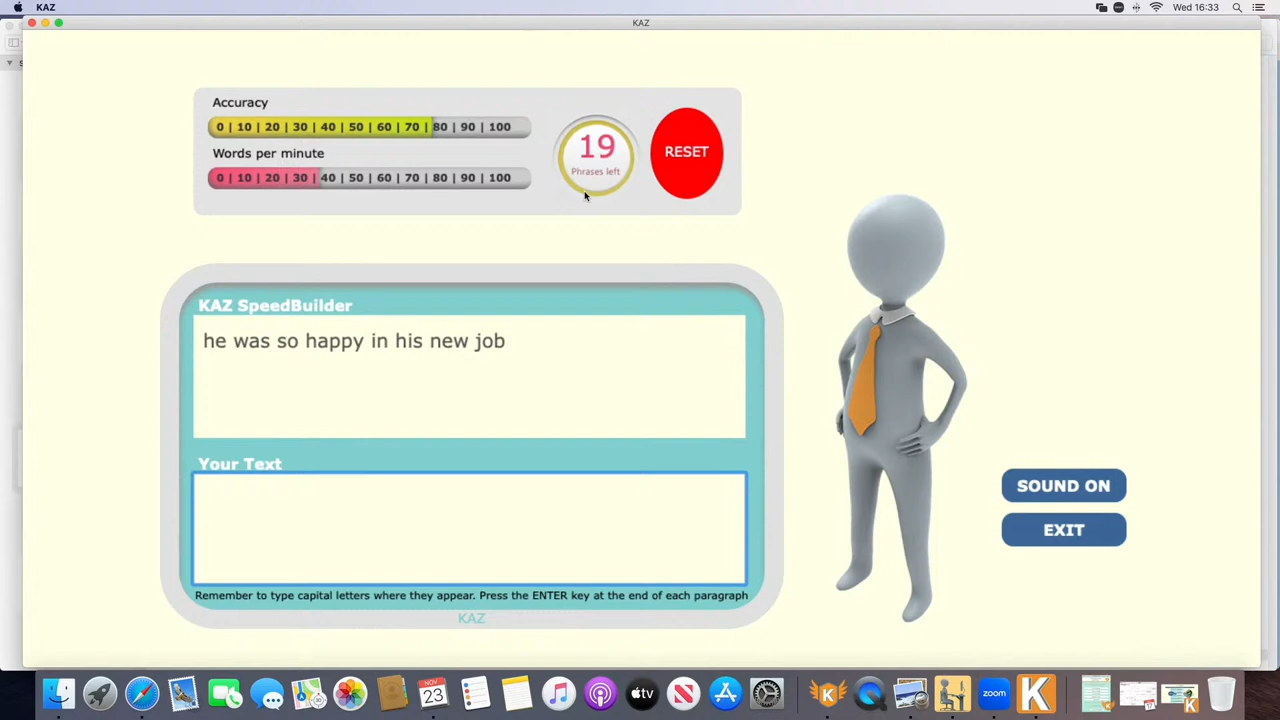 KAZ
Wed 16:33
KAZ
Accuracy
0 | 10 | 20 | 30 | 40 | 50 | 60 | 70 | 80 | 90 | 100
Words per minute
0 | 10 | 20 | 30 | 40 | 50 | 60 | 70 | 80 | 90 | 100
19
Phrases left
RESET
KAZ SpeedBuilder
he was so happy in his new job
Your Text
Remember to type capital letters where they appear. Press the ENTER key at the end of each paragraph
KAZ
SOUND ON
EXIT
NOV
23
tv
zoom
K
K